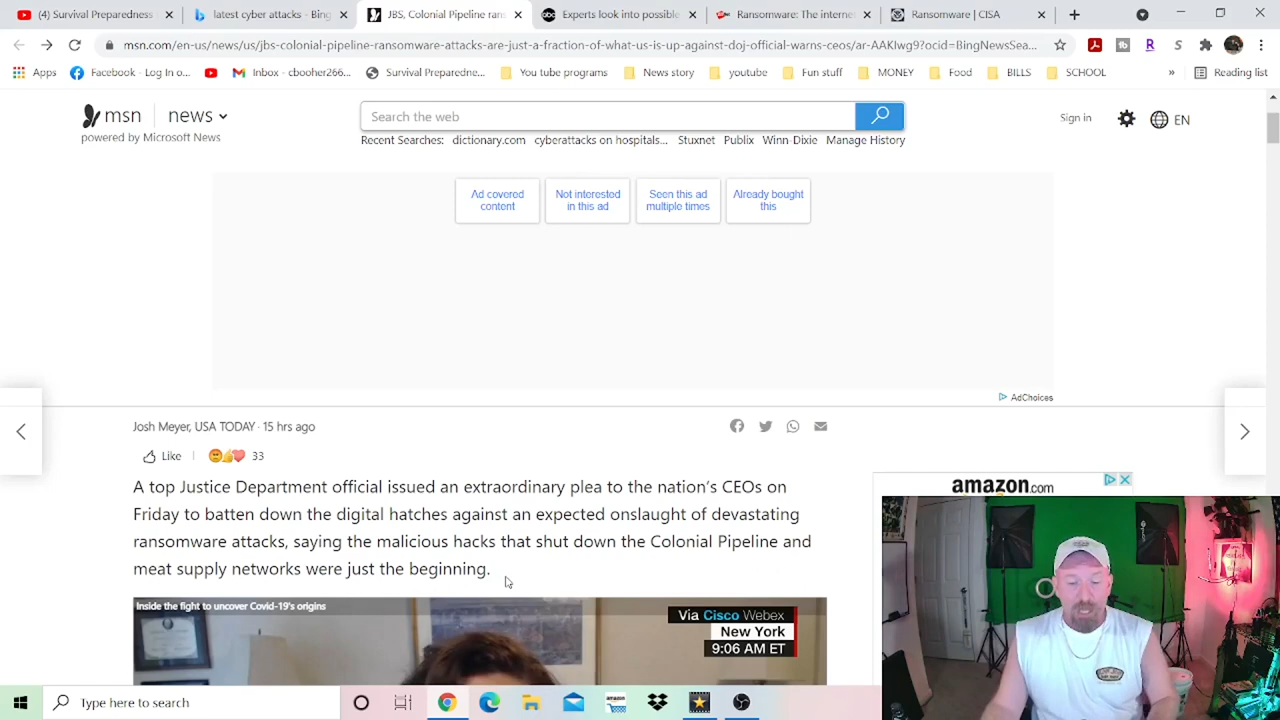 (4) Survival Preparedness
latest cyber attacks - Bing
JBS, Colonial Pipeline rans
Experts look into possible
Ransomware: The internet
Ransomware | CISA
msn.com/en-us/news/us/jbs-colonial-pipeline-ransomware-attacks-are-just-a-fraction-of-what-us-is-up-against-doj-official-warns-ceos/ar-AAKIwg9?ocid=BingNewsSea...
Apps
Facebook - Log In o...
Inbox - cbooher266...
Survival Preparedne...
You tube programs
News story
youtube
Fun stuff
MONEY
Food
BILLS
SCHOOL
»
Reading list
msn news
powered by Microsoft News
Search the web
Sign in
EN
Recent Searches: dictionary.com cyberattacks on hospitals... Stuxnet Publix Winn-Dixie Manage History
Ad covered
content
Not interested
in this ad
Seen this ad
multiple times
Already bought
this
AdChoices
Josh Meyer, USA TODAY · 15 hrs ago
Like
33
A top Justice Department official issued an extraordinary plea to the nation's CEOs on
Friday to batten down the digital hatches against an expected onslaught of devastating
ransomware attacks, saying the malicious hacks that shut down the Colonial Pipeline and
meat supply networks were just the beginning.
amazon.com
Inside the fight to uncover Covid-19's origins
Via Cisco Webex
New York
9:06 AM ET
Type here to search